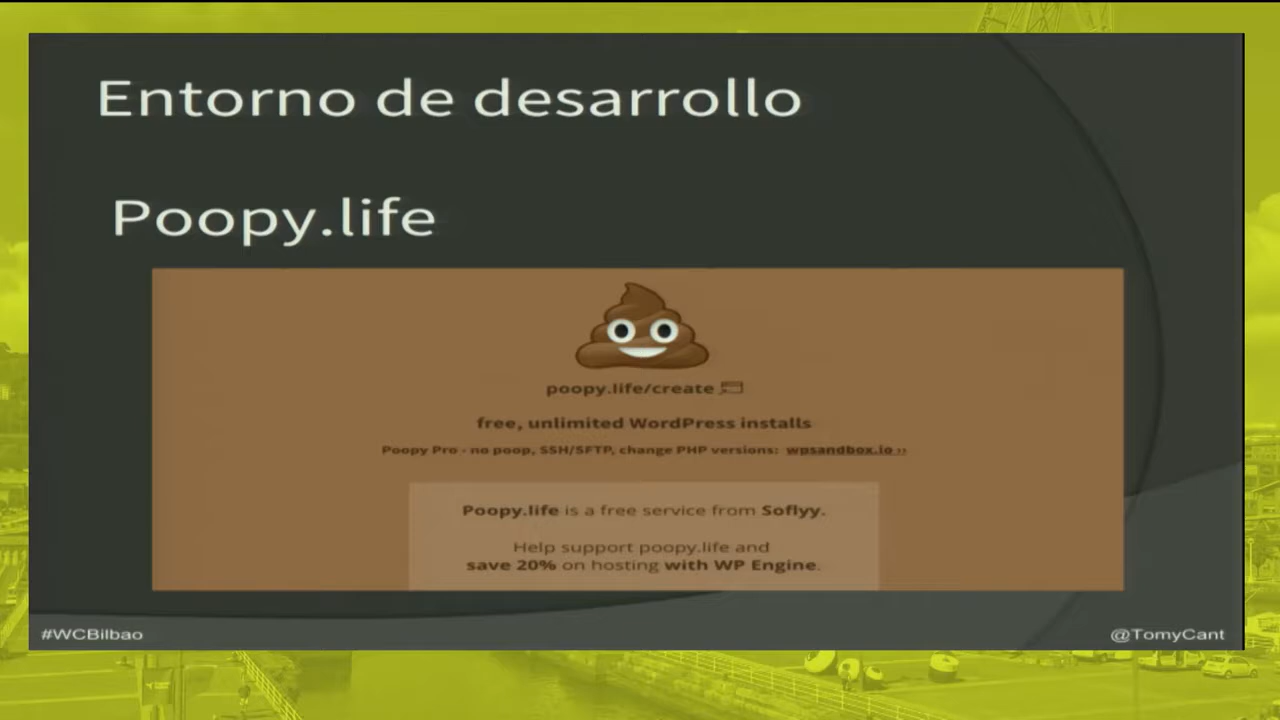 Entorno de desarrollo
Poopy.life
poopy.life/create
free, unlimited WordPress installs
Poopy Pro - no poop, SSH/SFTP, change PHP versions: wpsandbox.io ››
Poopy.life is a free service from Soflyy.
Help support poopy.life and
save 20% on hosting with WP Engine.
#WCBilbao
@TomyCant